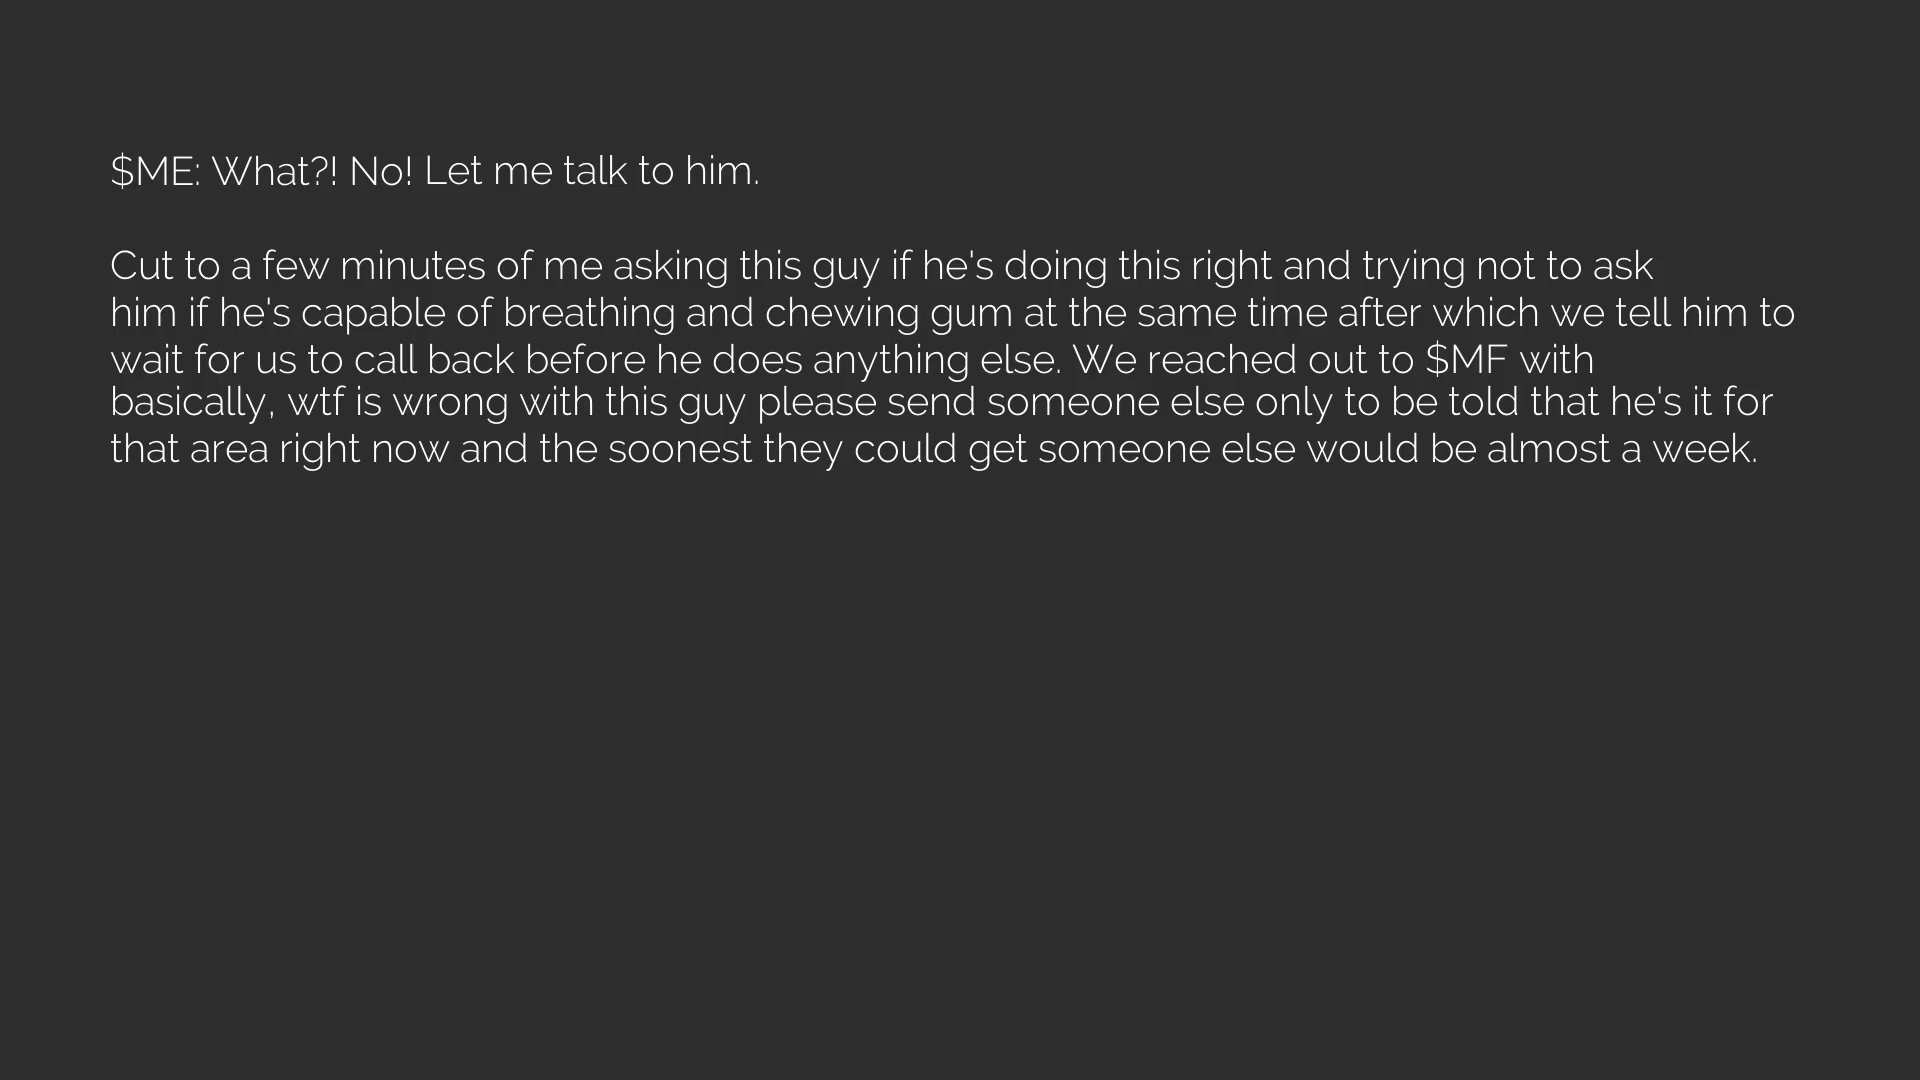 $ME: What?! No! Let me talk to him.
Cut to a few minutes of me asking this guy if he's doing this right and trying not to ask
him if he's capable of breathing and chewing gum at the same time after which we tell him to
wait for us to call back before he does anything else. We reached out to $MF with
basically, wtf is wrong with this guy please send someone else only to be told that he's it for
that area right now and the soonest they could get someone else would be almost a week.